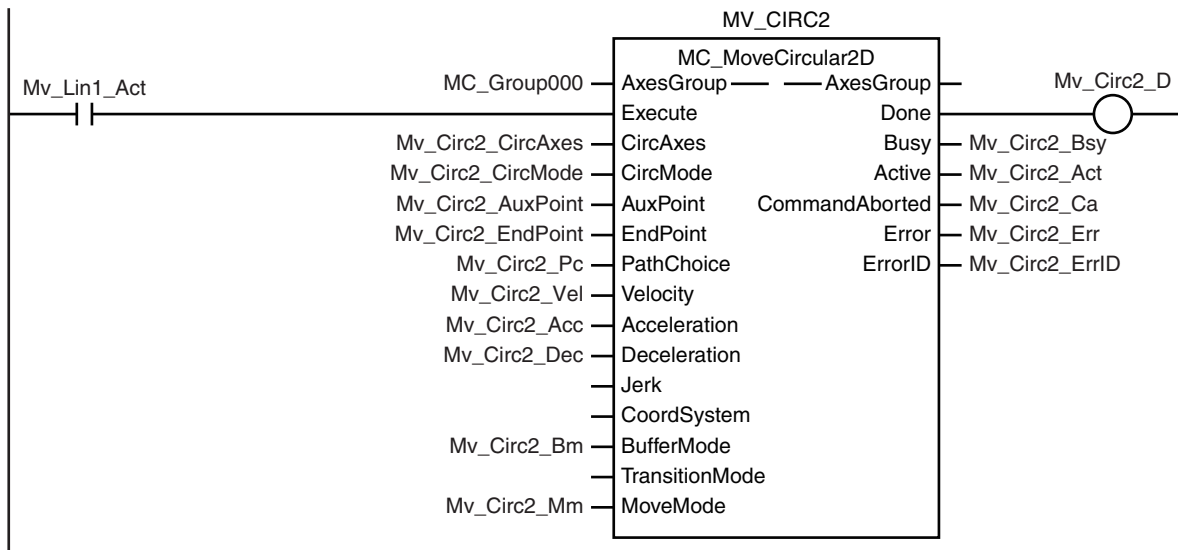 MV_CIRC2
MC_MoveCircular2D
Mv_Lin1_Act
MC_Group000 AxesGroup AxesGroup Mv_Circ2_D
Execute Done
Mv_Circ2_CircAxes CircAxes Busy Mv_Circ2_Bsy
Mv_Circ2_CircMode CircMode Active Mv_Circ2_Act
Mv_Circ2_AuxPoint AuxPoint CommandAborted Mv_Circ2_Ca
Mv_Circ2_EndPoint EndPoint Error Mv_Circ2_Err
Mv_Circ2_Pc PathChoice ErrorID Mv_Circ2_ErrID
Mv_Circ2_Vel Velocity
Mv_Circ2_Acc Acceleration
Mv_Circ2_Dec Deceleration
Jerk
CoordSystem
Mv_Circ2_Bm BufferMode
TransitionMode
Mv_Circ2_Mm MoveMode